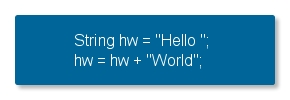 String hw = "Hello ";
hw = hw + "World";